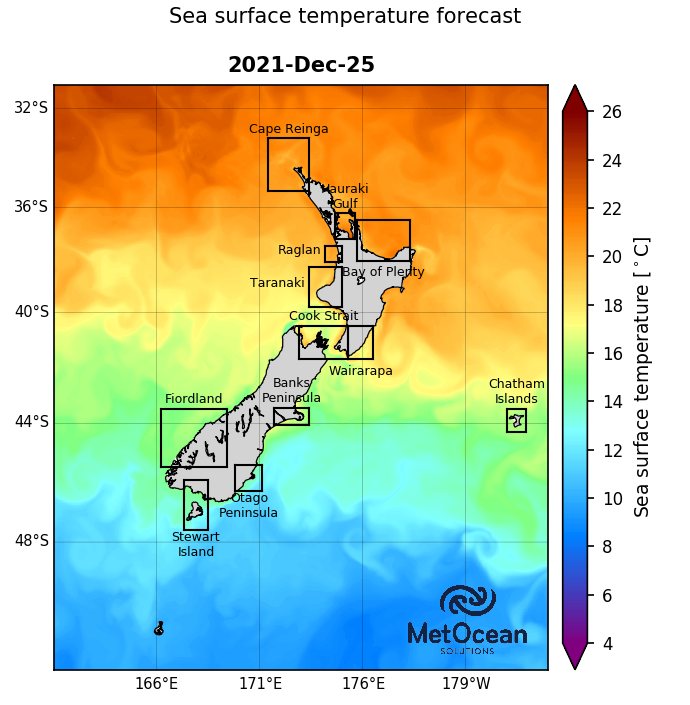 Sea surface temperature forecast
2021-Dec-25
32°S
36°S
40°S
44°S
48°S
166°E
171°E
176°E
179°W
Cape Reinga
Hauraki
Gulf
Raglan
Bay of Plenty
Taranaki
Cook Strait
Wairarapa
Banks
Peninsula
Chatham
Islands
Fiordland
Otago
Peninsula
Stewart
Island
MetOcean
SOLUTIONS
26
24
22
20
18
16
14
12
10
8
6
4
Sea surface temperature [°C]